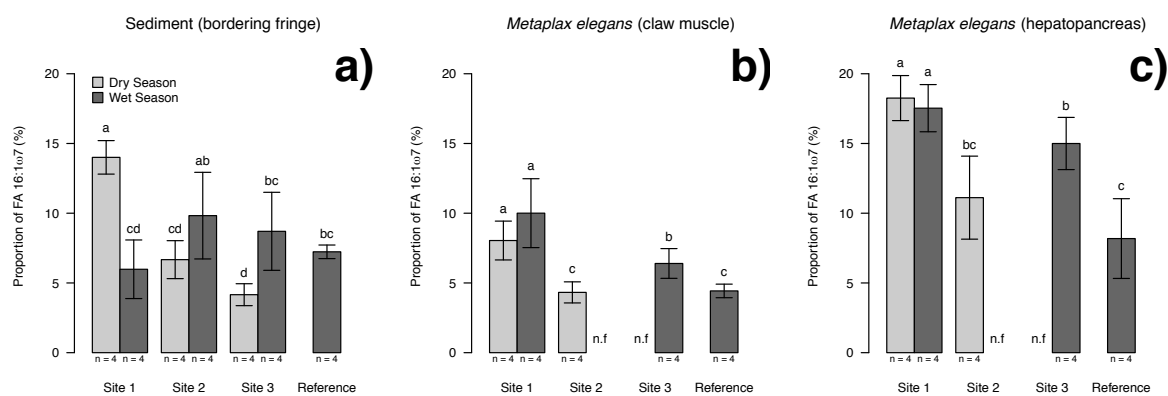 Sediment (bordering fringe)
a)
Proportion of FA 16:1ω7 (%)
20
15
10
5
0
Dry Season
Wet Season
a
cd
cd
ab
d
bc
bc
n = 4 n = 4 n = 4 n = 4 n = 4 n = 4 n = 4
Site 1 Site 2 Site 3 Reference
Metaplax elegans (claw muscle)
b)
Proportion of FA 16:1ω7 (%)
20
15
10
5
0
a
a
c
n.f
n.f
b
c
n = 4 n = 4 n = 4 n = 4 n = 4
Site 1 Site 2 Site 3 Reference
Metaplax elegans (hepatopancreas)
c)
Proportion of FA 16:1ω7 (%)
20
15
10
5
0
a
a
bc
n.f
n.f
b
c
n = 4 n = 4 n = 4 n = 4 n = 4
Site 1 Site 2 Site 3 Reference